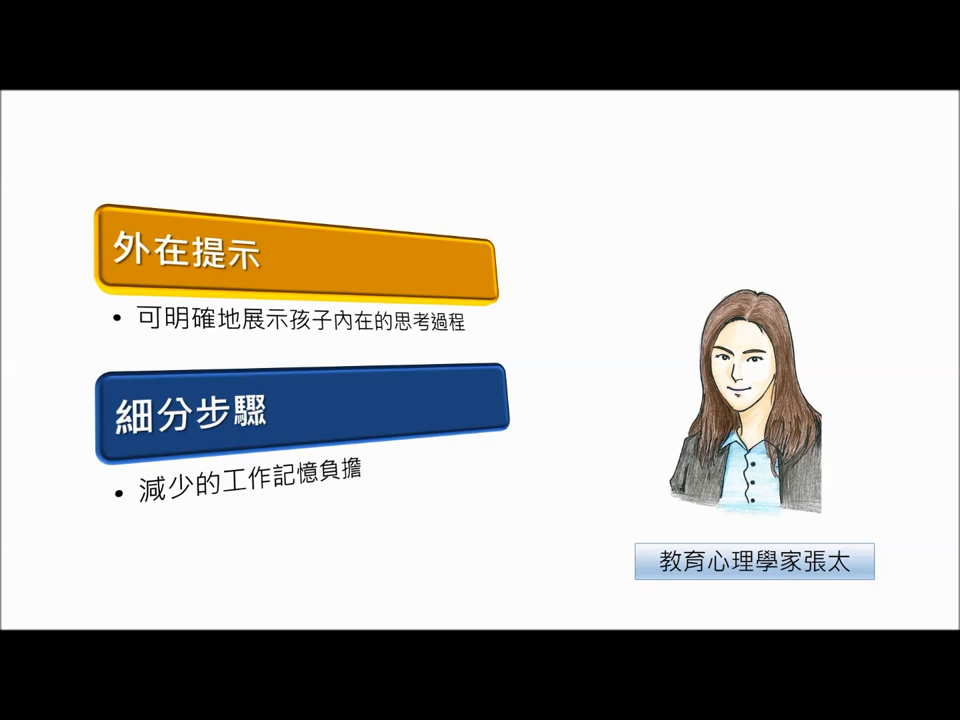 外在提示
• 可明確地展示孩子內在的思考過程
細分步驟
• 減少的工作記憶負擔
教育心理學家張太